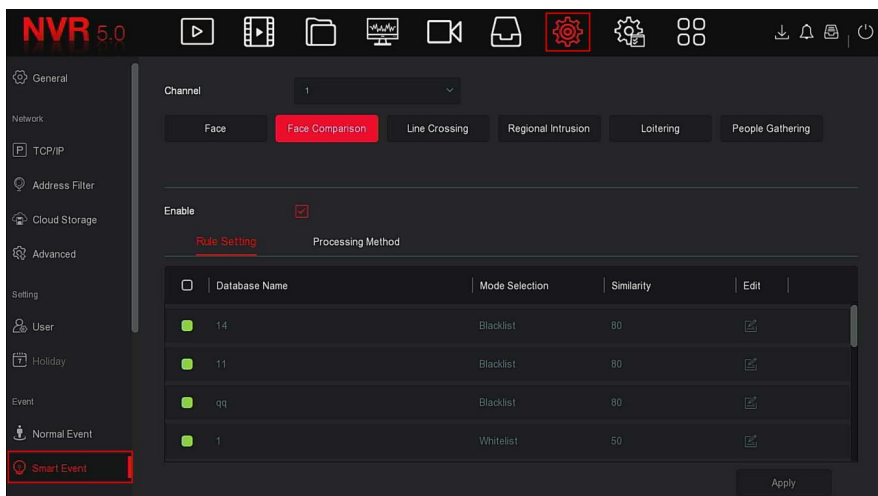 NVR 5.0
General
Network
TCP/IP
Address Filter
Cloud Storage
Advanced
Setting
User
Holiday
Event
Normal Event
Smart Event
Channel 1
Face Face Comparison Line Crossing Regional Intrusion Loitering People Gathering
Enable
Rule Setting Processing Method
Database Name Mode Selection Similarity Edit
14 Blacklist 80
11 Blacklist 80
qq Blacklist 80
1 Whitelist 50
Apply